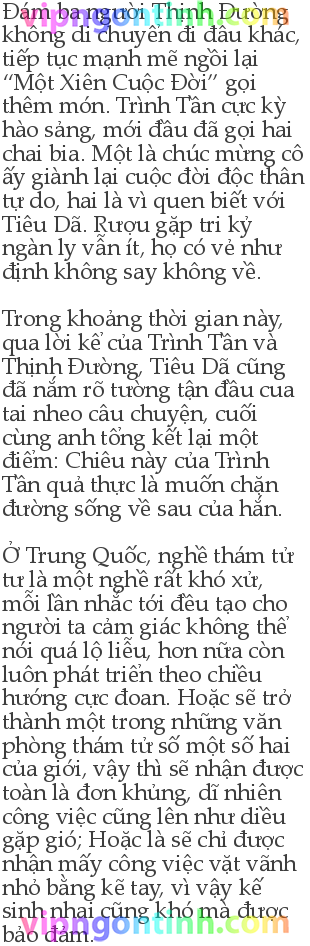 vipngontinh.com
Đám ba người Thịnh Đường
không di chuyển đi đâu khác,
tiếp tục mạnh mẽ ngồi lại
“Một Xiên Cuộc Đời” gọi
thêm món. Trình Tân cực kỳ
hào sảng, mới đầu đã gọi hai
chai bia. Một là chúc mừng cô
ấy giành lại cuộc đòi độc thân
tự do, hai là vì quen biết với
Tiêu Dã. Rượu gặp tri kỷ
ngàn ly vẫn ít, họ có vẻ như
định không say không về.
Trong khoảng thời gian này,
qua lời kể của Trình Tân và
Thịnh Đường, Tiêu Dã cũng
đã nắm rõ tường tận đầu cua
tai nheo câu chuyện, cuối
cùng anh tổng kết lại một
điểm: Chiêu này của Trình
Tân quả thực là muốn chặn
đường sống về sau của hắn.
Ở Trung Quốc, nghề thám tử
tư là một nghề rất khó xử,
mỗi lần nhắc tới đều tạo cho
người ta cảm giác không thể
nói quá lộ liễu, hơn nữa còn
luôn phát triển theo chiều
hướng cực đoan. Hoặc sẽ trở
thành một trong những văn
phòng thám tử số một số hai
của giới, vậy thì sẽ nhận được
toàn là đơn khủng, dĩ nhiên
công việc cũng lên như diều
gặp gió; Hoặc là sẽ chỉ được
nhận mấy công việc vặt vãnh
nhỏ bằng kẽ tay, vì vậy kế
sinh nhai cũng khó mà được
bảo đảm.
vipngontinh.com